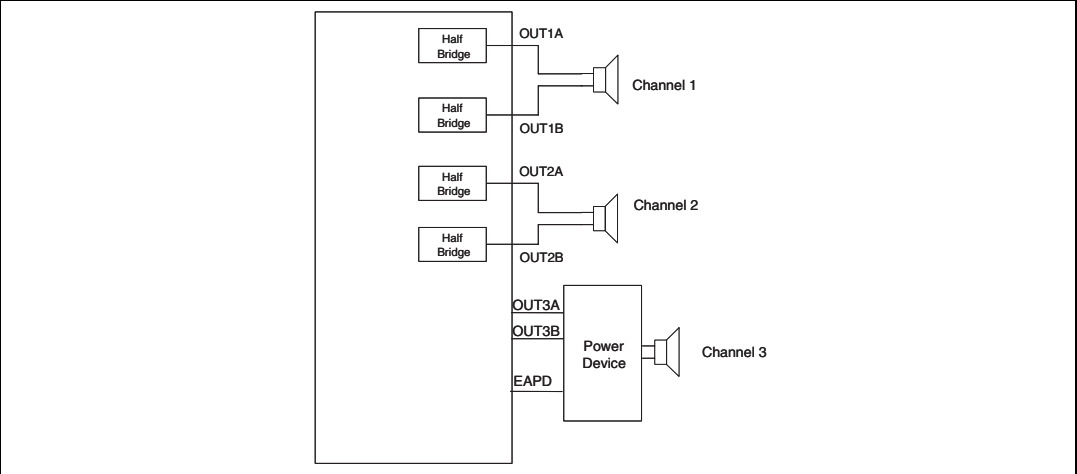 Half
Bridge
OUT1A
Channel 1
Half
Bridge
OUT1B
Half
Bridge
OUT2A
Channel 2
Half
Bridge
OUT2B
OUT3A
OUT3B
EAPD
Power
Device
Channel 3